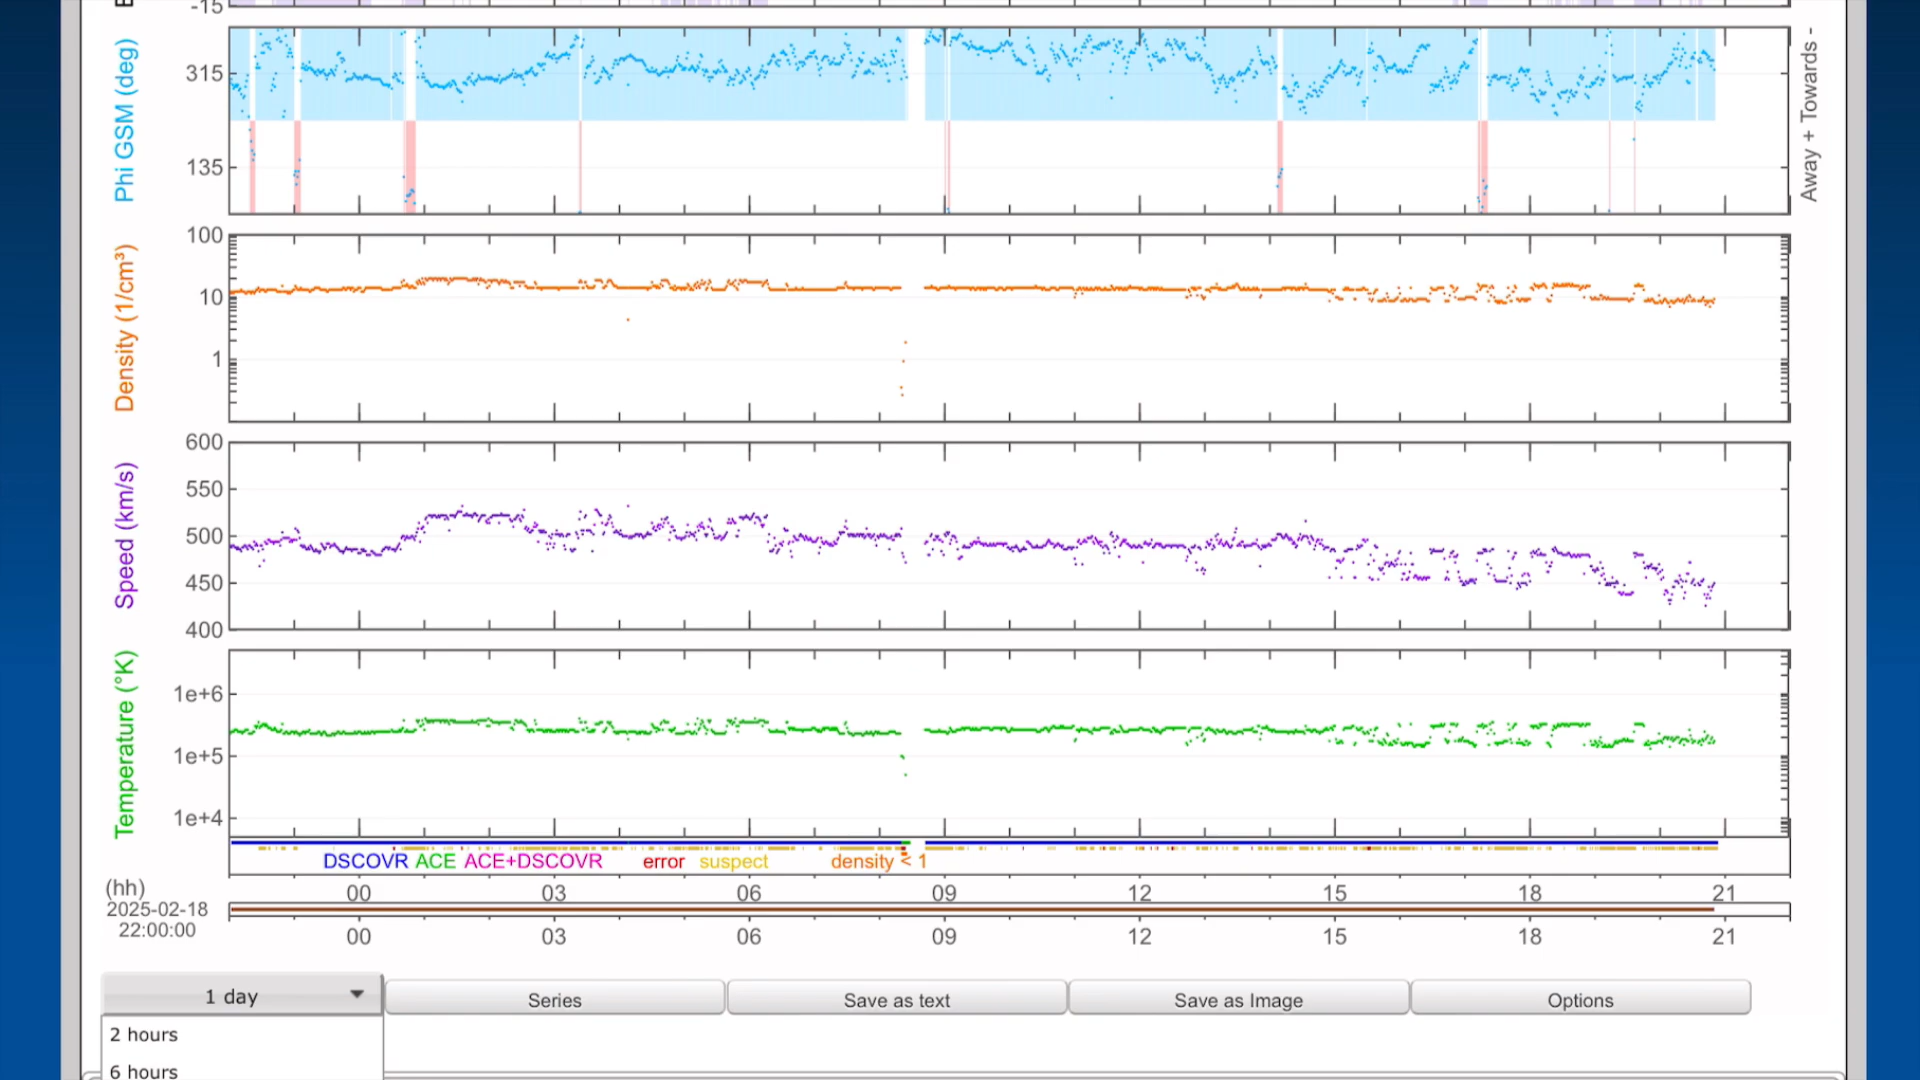 -15
Phi GSM (deg)
315
135
Away + Towards -
Density (1/cm³)
100
10
1
Speed (km/s)
600
550
500
450
400
Temperature (°K)
1e+6
1e+5
1e+4
DSCOVR ACE ACE+DSCOVR error suspect density < 1
(hh) 00 03 06 09 12 15 18 21
2025-02-18
22:00:00
00 03 06 09 12 15 18 21
1 day Series Save as text Save as Image Options
2 hours
6 hours